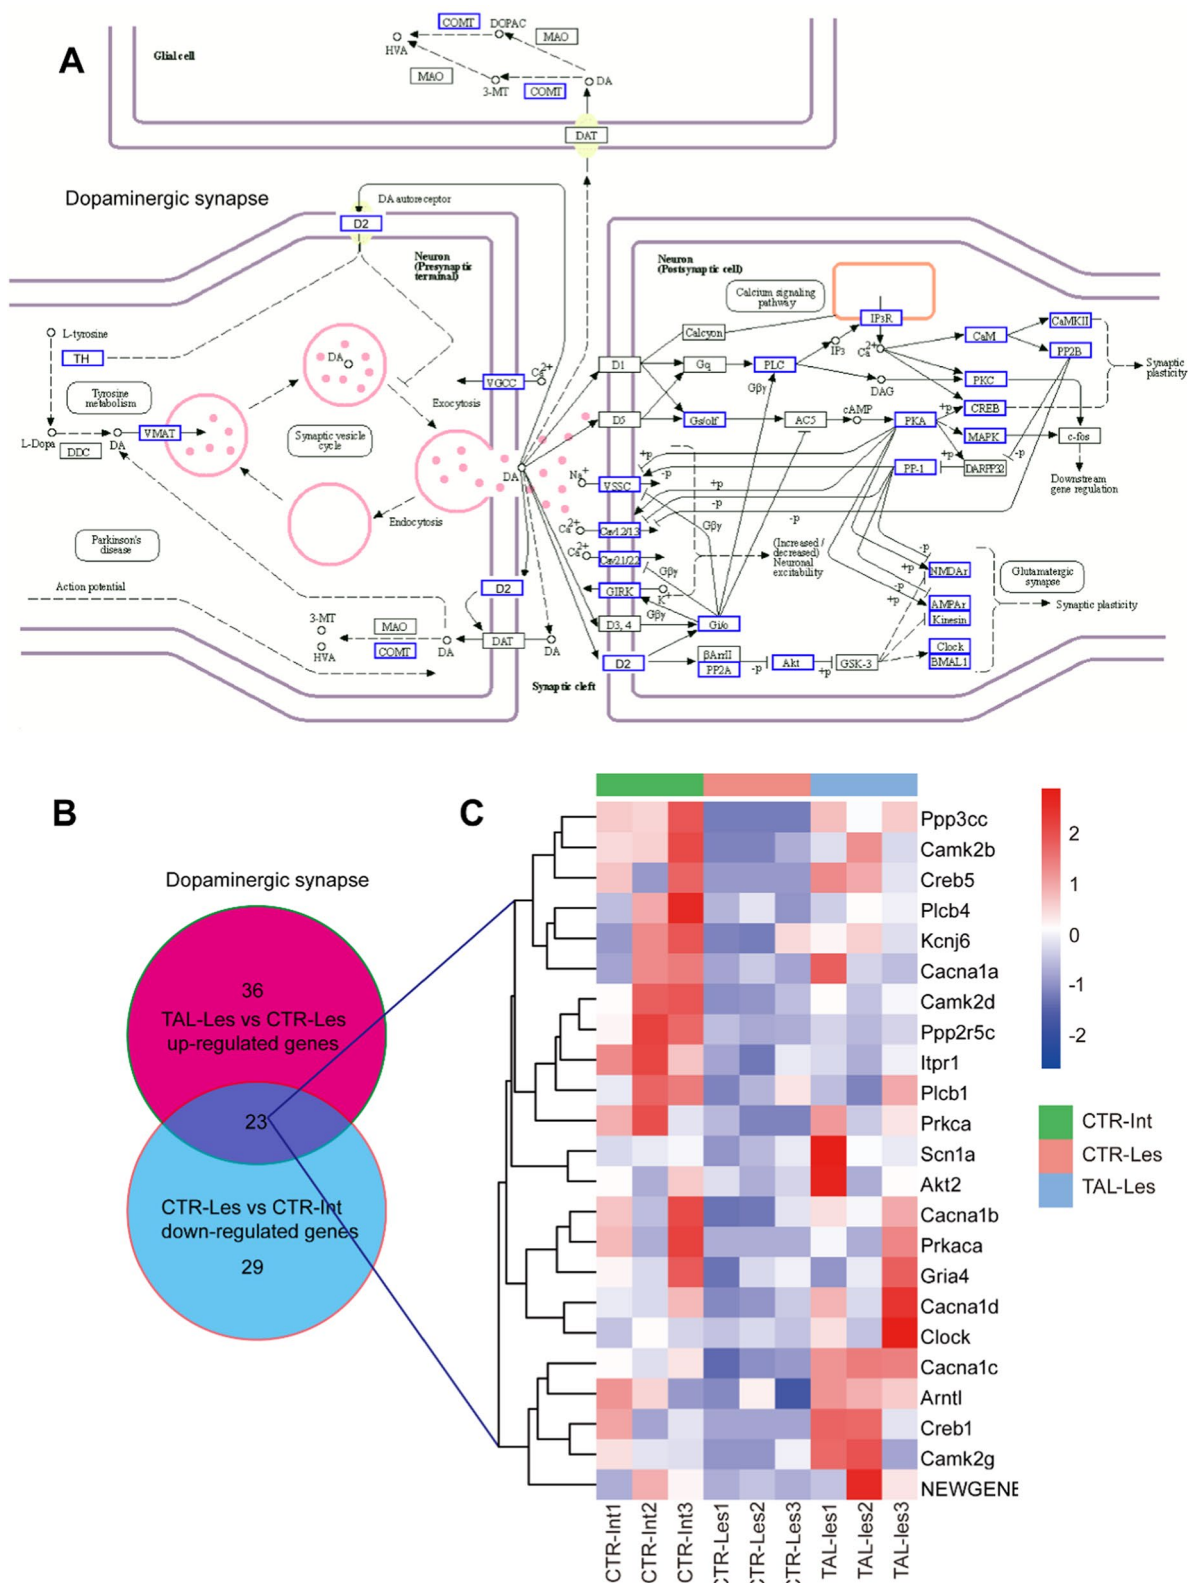 A
Glial cell
COMT
DOPAC
HVA
MAO
MAO
3-MT
COMT
DA
DAT
Dopaminergic synapse
DA autoreceptor
D2
Neuron
(Presynaptic
terminal)
Neuron
(Postsynaptic cell)
Calcium signaling
pathway
IP3R
L-tyrosine
TH
DA
Calcyon
IP3
Ca2+
CaM
CaMKII
PP2B
Synaptic
plasticity
D1
Gq
PLC
DAG
PKC
VGCC
Ca2+
Exocytosis
Tyrosine
metabolism
Gβγ
CREB
+p
L-Dopa
DDC
DA
VMAT
Synaptic vesicle
cycle
D5
Gs/olf
AC5
cAMP
PKA
MAPK
c-fos
+p
-p
DA
Na+
VSSC
+p
-p
PP-1
+p
DARPP32
-p
Downstream
gene regulation
+p
-p
Endocytosis
Parkinson's
disease
Ca2+
Cav1.2/1.3
Ca2+
Cav2.1/2.2
Gβγ
-p
(Increased /
decreased)
Neuronal
excitability
Gβγ
-p
+p
NMDAr
Glutamatergic
synapse
Action potential
D2
GIRK
K+
Gβγ
-p
+p
AMPAr
Kinesin
Synaptic plasticity
3-MT
HVA
MAO
COMT
DA
DAT
DA
D3, 4
Gi/o
D2
βArrII
PP2A
-p
Akt
+p
GSK-3
Clock
BMAL1
Synaptic cleft
B
Dopaminergic synapse
36
TAL-Les vs CTR-Les
up-regulated genes
23
CTR-Les vs CTR-Int
down-regulated genes
29
C
Ppp3cc
Camk2b
Creb5
Plcb4
Kcnj6
Cacna1a
Camk2d
Ppp2r5c
Itpr1
Plcb1
Prkca
Scn1a
Akt2
Cacna1b
Prkaca
Gria4
Cacna1d
Clock
Cacna1c
Arntl
Creb1
Camk2g
NEWGENE
2
1
0
-1
-2
CTR-Int
CTR-Les
TAL-Les
CTR-Int1
CTR-Int2
CTR-Int3
CTR-Les1
CTR-Les2
CTR-Les3
TAL-les1
TAL-les2
TAL-les3